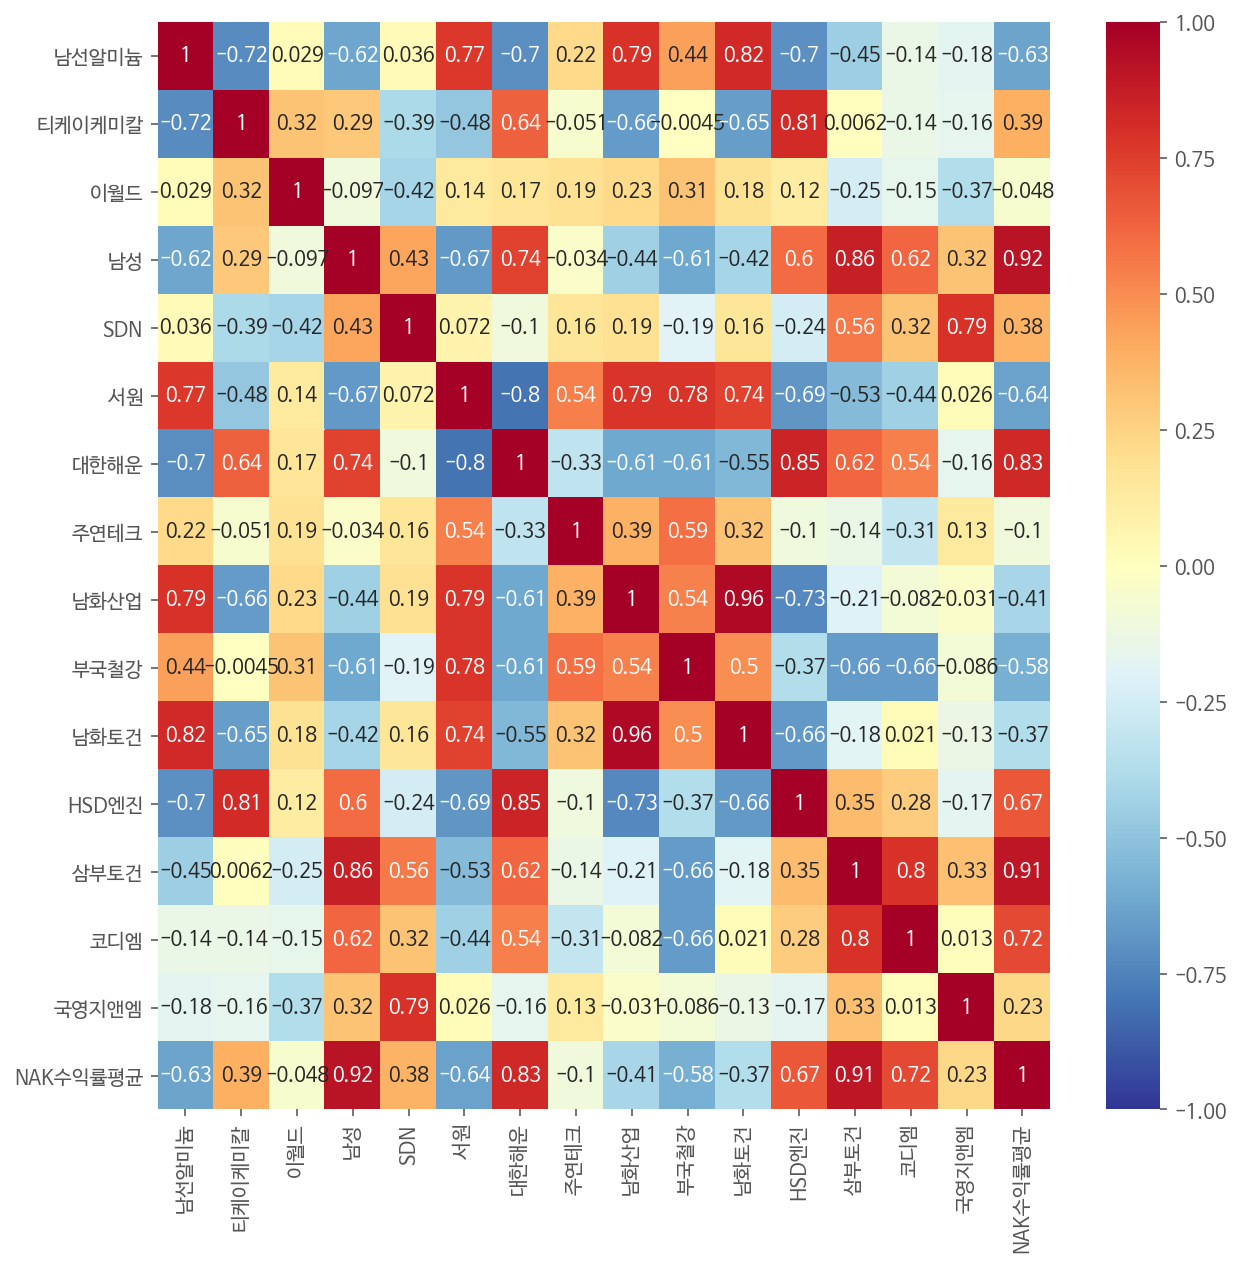 남선알미늄 1 −0.72 0.029 −0.62 0.036 0.77 −0.7 0.22 0.79 0.44 0.82 −0.7 −0.45 −0.14 −0.18 −0.63
티케이케미칼 −0.72 1 0.32 0.29 −0.39 −0.48 0.64 −0.051 −0.66 −0.0045 −0.65 0.81 0.0062 −0.14 −0.16 0.39
이월드 0.029 0.32 1 −0.097 −0.42 0.14 0.17 0.19 0.23 0.31 0.18 0.12 −0.25 −0.15 −0.37 −0.048
남성 −0.62 0.29 −0.097 1 0.43 −0.67 0.74 −0.034 −0.44 −0.61 −0.42 0.6 0.86 0.62 0.32 0.92
SDN 0.036 −0.39 −0.42 0.43 1 0.072 −0.1 0.16 0.19 −0.19 0.16 −0.24 0.56 0.32 0.79 0.38
서원 0.77 −0.48 0.14 −0.67 0.072 1 −0.8 0.54 0.79 0.78 0.74 −0.69 −0.53 −0.44 0.026 −0.64
대한해운 −0.7 0.64 0.17 0.74 −0.1 −0.8 1 −0.33 −0.61 −0.61 −0.55 0.85 0.62 0.54 −0.16 0.83
주연테크 0.22 −0.051 0.19 −0.034 0.16 0.54 −0.33 1 0.39 0.59 0.32 −0.1 −0.14 −0.31 0.13 −0.1
남화산업 0.79 −0.66 0.23 −0.44 0.19 0.79 −0.61 0.39 1 0.54 0.96 −0.73 −0.21 −0.082 −0.031 −0.41
부국철강 0.44 −0.0045 0.31 −0.61 −0.19 0.78 −0.61 0.59 0.54 1 0.5 −0.37 −0.66 −0.66 −0.086 −0.58
남화토건 0.82 −0.65 0.18 −0.42 0.16 0.74 −0.55 0.32 0.96 0.5 1 −0.66 −0.18 0.021 −0.13 −0.37
HSD엔진 −0.7 0.81 0.12 0.6 −0.24 −0.69 0.85 −0.1 −0.73 −0.37 −0.66 1 0.35 0.28 −0.17 0.67
삼부토건 −0.45 0.0062 −0.25 0.86 0.56 −0.53 0.62 −0.14 −0.21 −0.66 −0.18 0.35 1 0.8 0.33 0.91
코디엠 −0.14 −0.14 −0.15 0.62 0.32 −0.44 0.54 −0.31 −0.082 −0.66 0.021 0.28 0.8 1 0.013 0.72
국영지앤엠 −0.18 −0.16 −0.37 0.32 0.79 0.026 −0.16 0.13 −0.031 −0.086 −0.13 −0.17 0.33 0.013 1 0.23
NAK수익률평균 −0.63 0.39 −0.048 0.92 0.38 −0.64 0.83 −0.1 −0.41 −0.58 −0.37 0.67 0.91 0.72 0.23 1
남선알미늄
티케이케미칼
이월드
남성
SDN
서원
대한해운
주연테크
남화산업
부국철강
남화토건
HSD엔진
삼부토건
코디엠
국영지앤엠
NAK수익률평균
1.00
0.75
0.50
0.25
0.00
−0.25
−0.50
−0.75
−1.00